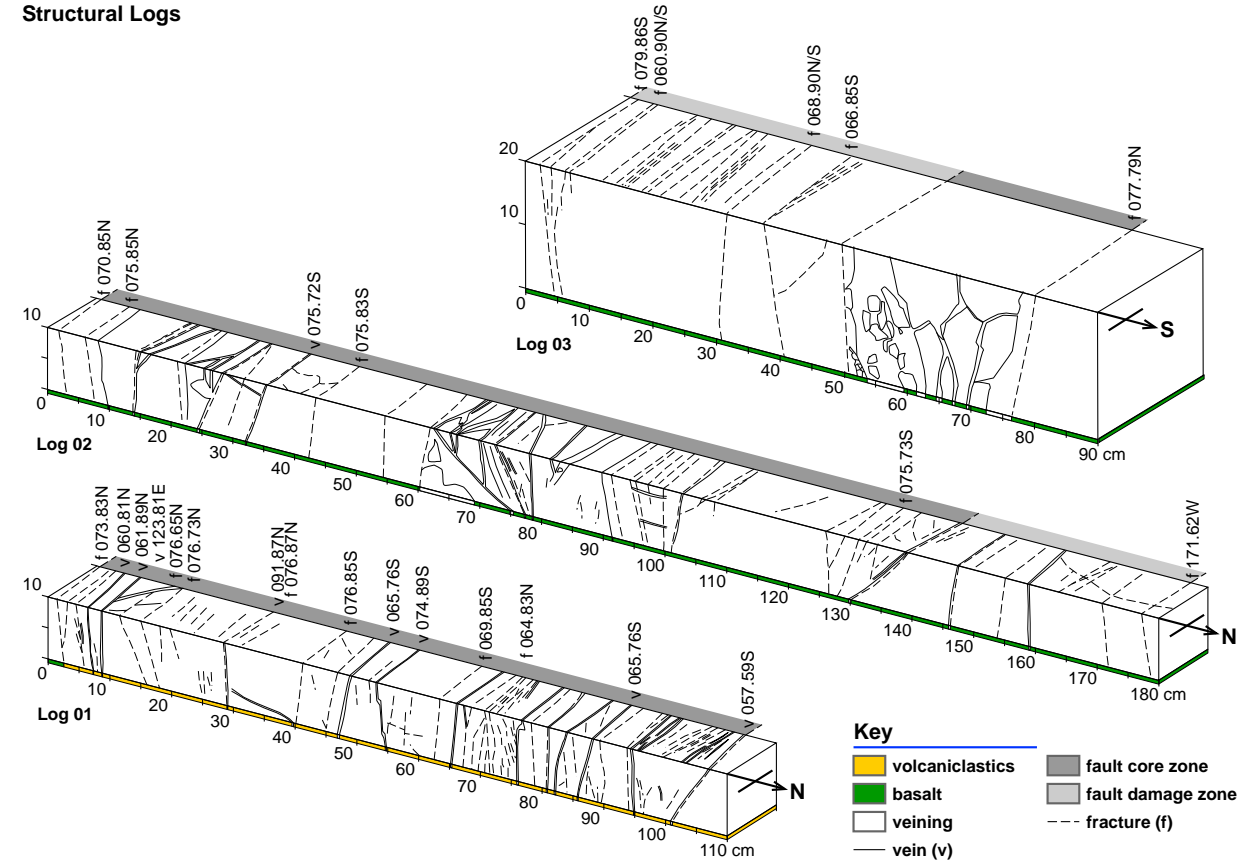 Structural Logs
f 079.86S
f 060.90N/S
f 068.90N/S
f 066.85S
f 077.79N
20
10
0
10
20
30
40
50
60
70
80
90 cm
Log 03
S
f 070.85N
f 075.85N
v 075.72S
f 075.83S
f 075.73S
f 171.62W
10
0
10
20
30
40
50
60
70
80
90
100
110
120
130
140
150
160
170
180 cm
Log 02
N
f 073.83N
v 060.81N
v 061.89N
v 123.81E
f 076.65N
f 076.73N
v 091.87N
f 076.87N
f 076.85S
v 065.76S
v 074.89S
f 069.85S
f 064.83N
v 065.76S
v 057.59S
10
0
10
20
30
40
50
60
70
80
90
100
110 cm
Log 01
N
Key
volcaniclastics
basalt
veining
vein (v)
fault core zone
fault damage zone
fracture (f)